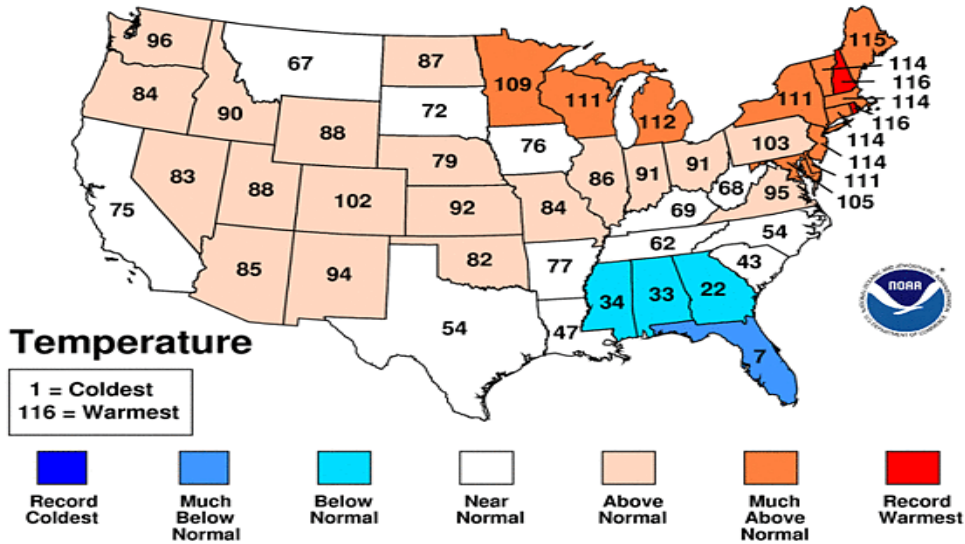 96
67
87
109
115
114
116
84
90
72
111
111
114
88
112
116
76
103
114
79
91
91
114
83
88
86
68
95
111
102
92
84
69
105
75
62
54
85
94
82
77
43
34
33
22
NOAA
54
47
7
Temperature
1 = Coldest
116 = Warmest
Record
Coldest
Much
Below
Normal
Below
Normal
Near
Normal
Above
Normal
Much
Above
Normal
Record
Warmest